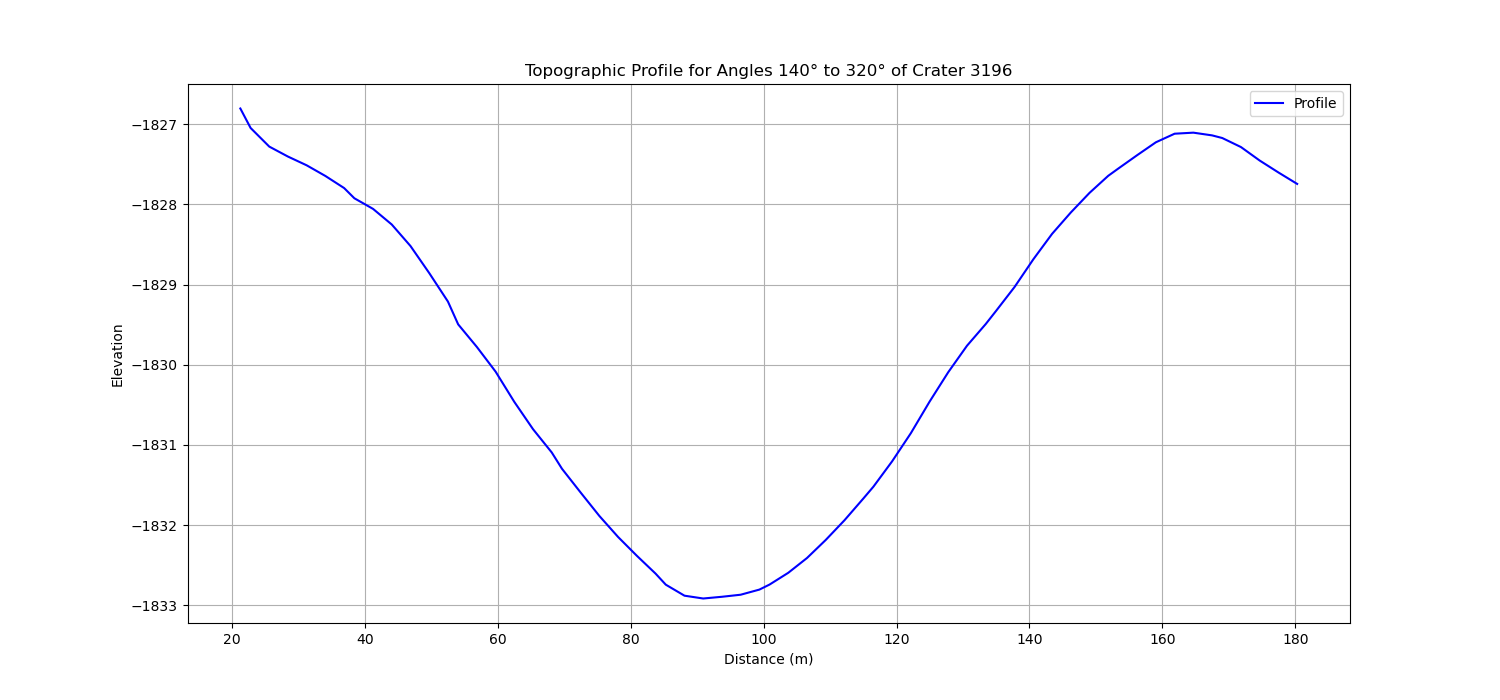 Topographic Profile for Angles 140° to 320° of Crater 3196
Profile
−1827
−1828
−1829
−1830
−1831
−1832
−1833
Elevation
20 40 60 80 100 120 140 160 180
Distance (m)